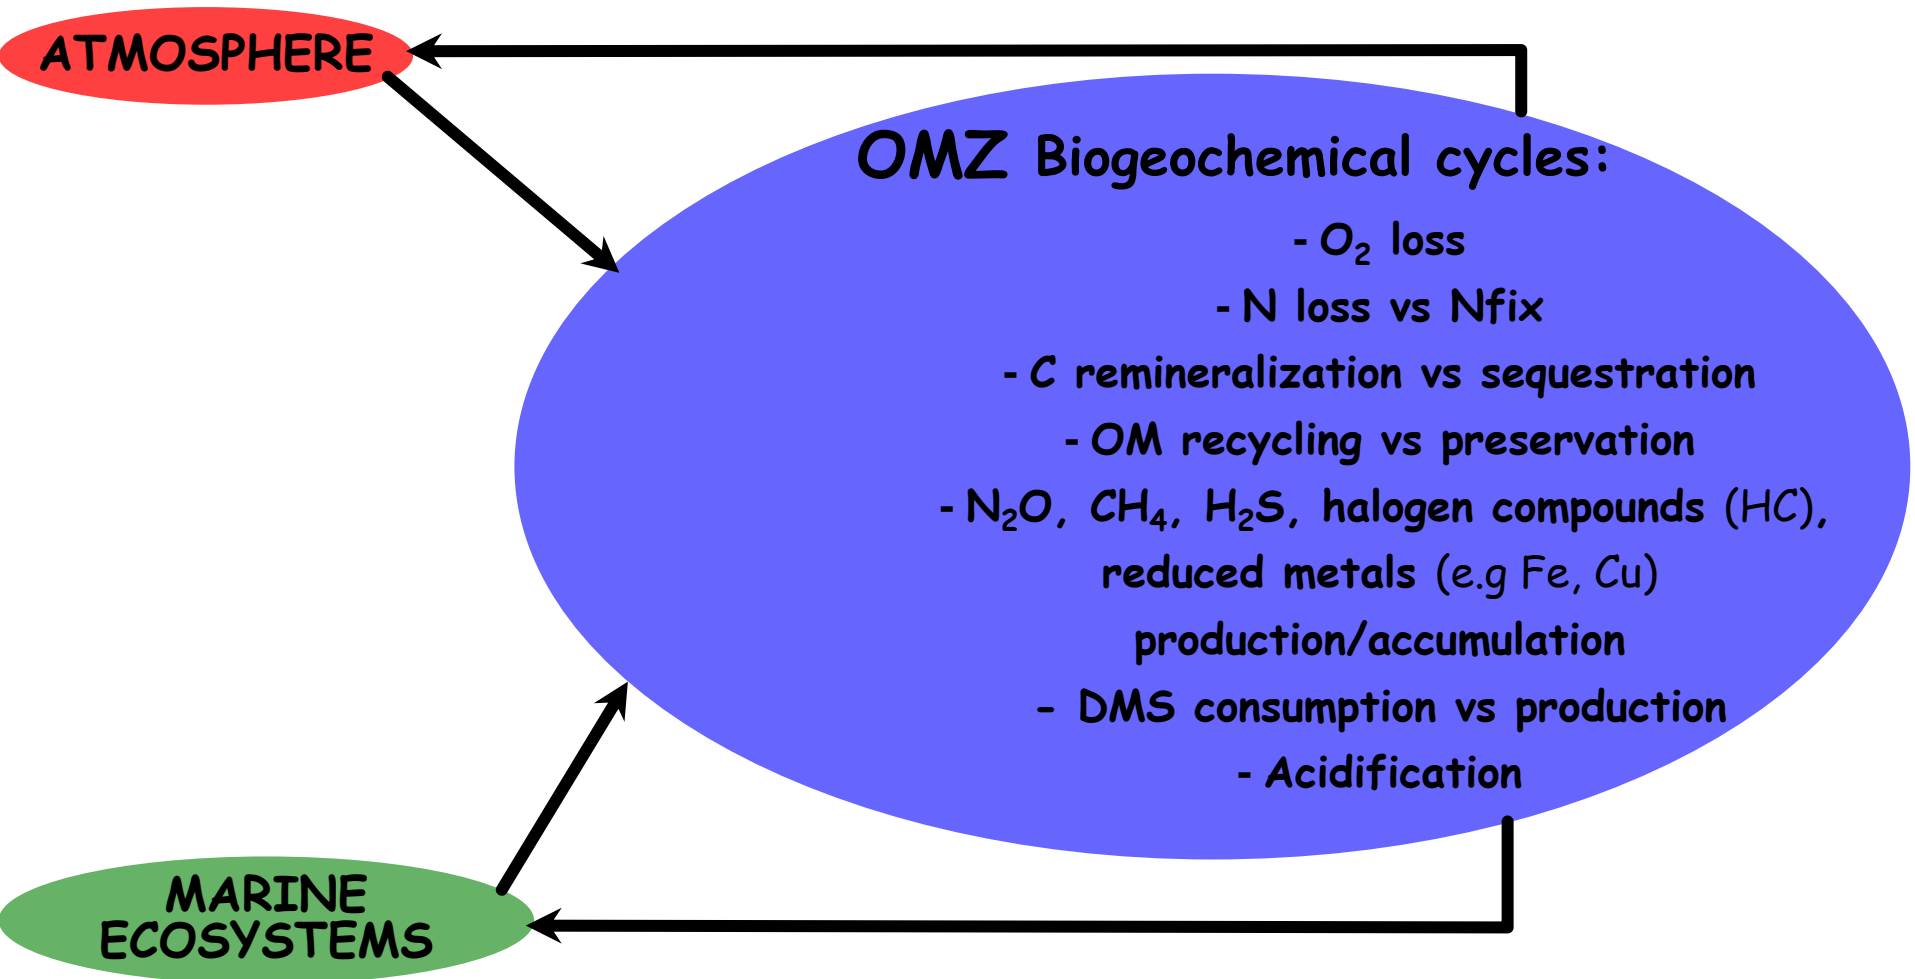 ATMOSPHERE
OMZ Biogeochemical cycles:
- O₂ loss
- N loss vs Nfix
- C remineralization vs sequestration
- OM recycling vs preservation
- N₂O, CH₄, H₂S, halogen compounds (HC),
reduced metals (e.g Fe, Cu)
production/accumulation
- DMS consumption vs production
- Acidification
MARINE
ECOSYSTEMS